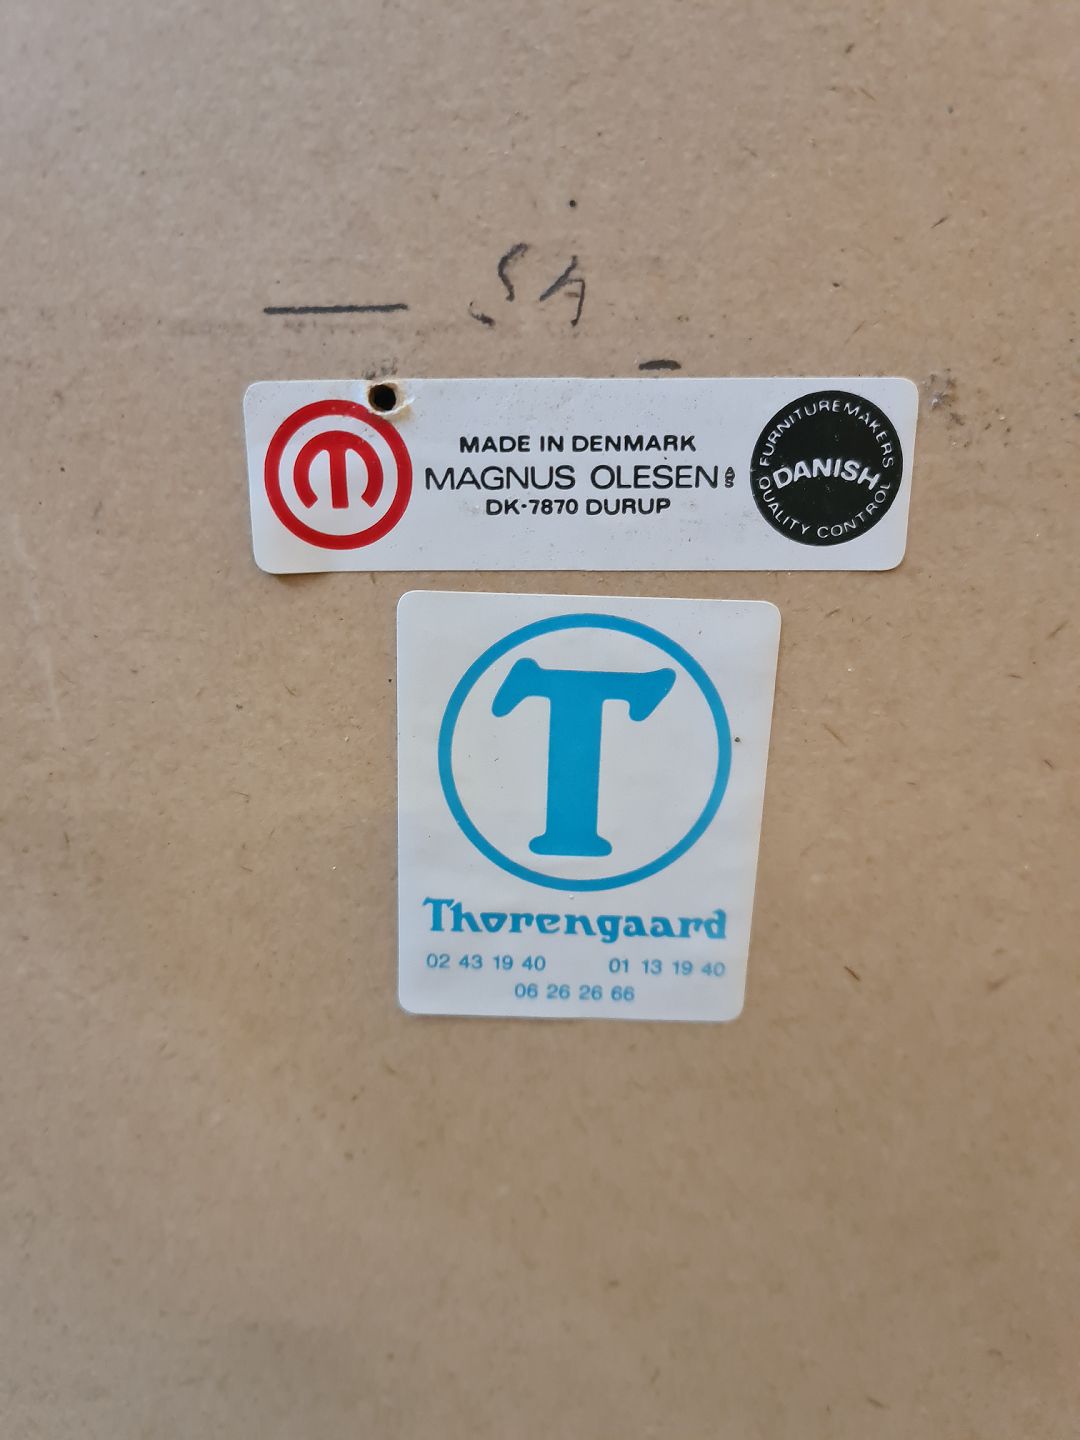 MADE IN DENMARK
MAGNUS OLESEN A/S
DK-7870 DURUP
FURNITUREMAKERS
DANISH
QUALITY CONTROL
T
Thorengaard
02 43 19 40 01 13 19 40
06 26 26 66